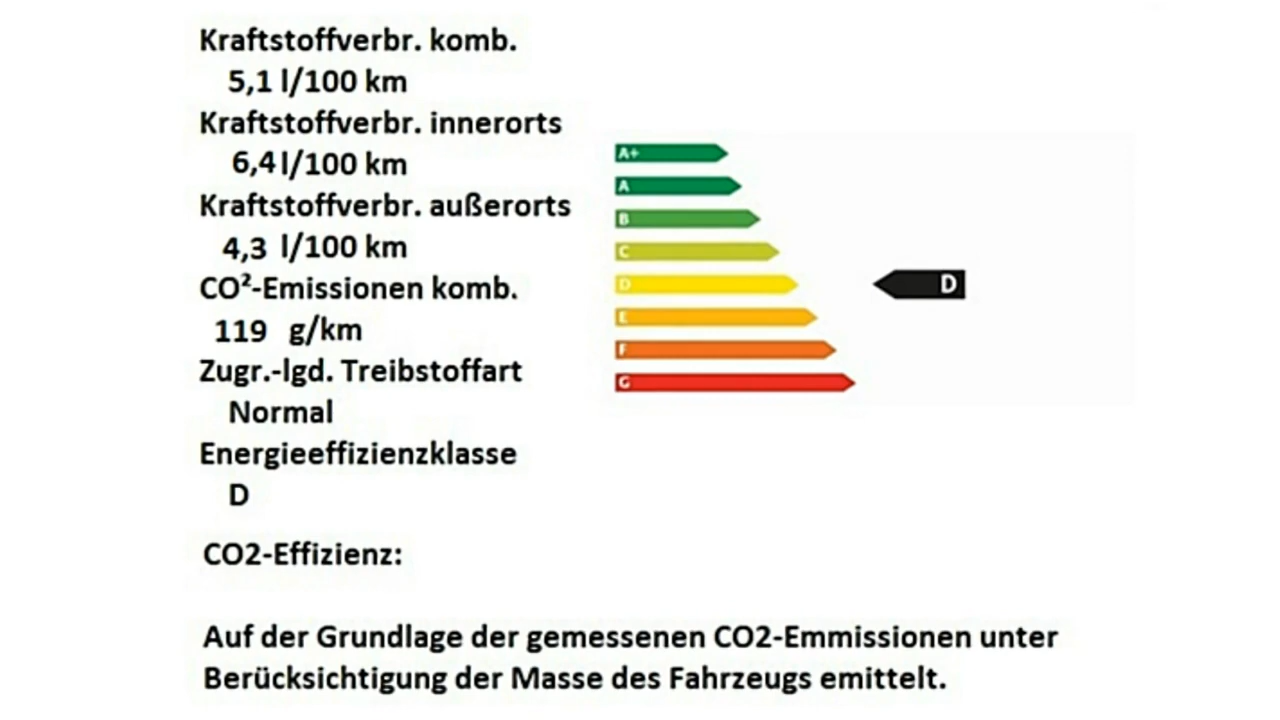 Kraftstoffverbr. komb.
5,1 l/100 km
Kraftstoffverbr. innerorts
6,4 l/100 km
Kraftstoffverbr. außerorts
4,3 l/100 km
CO²-Emissionen komb.
119 g/km
Zugr.-lgd. Treibstoffart
Normal
Energieeffizienzklasse
D
A+
A
B
C
D
D
E
F
G
CO2-Effizienz:
Auf der Grundlage der gemessenen CO2-Emmissionen unter
Berücksichtigung der Masse des Fahrzeugs emittelt.